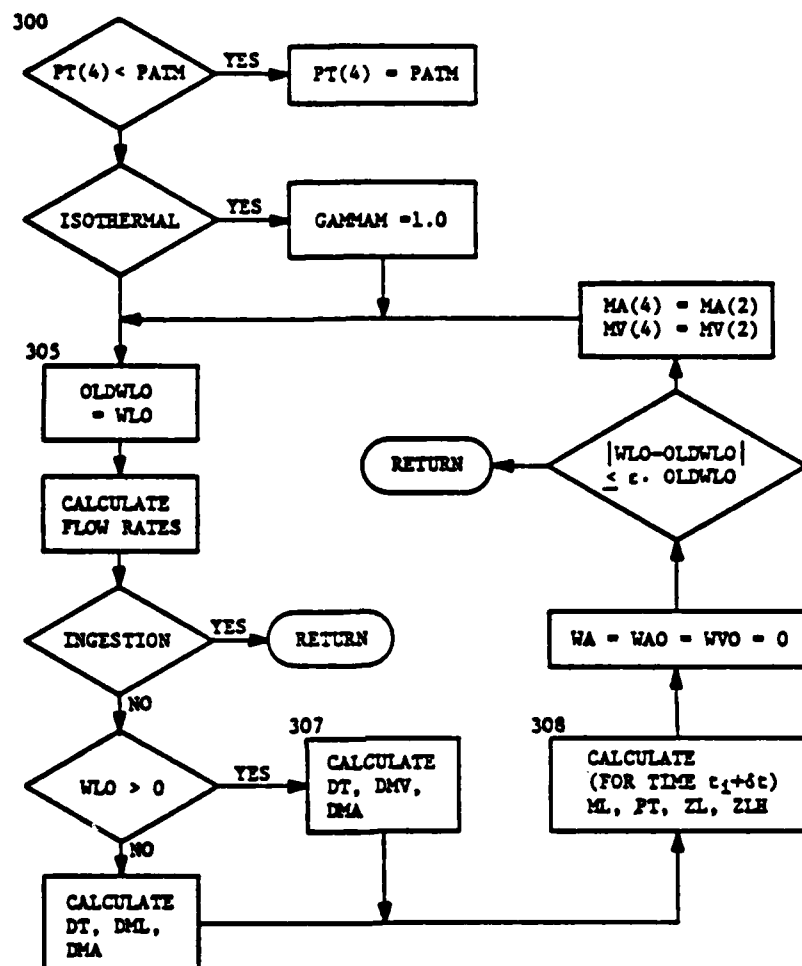 300
PT(4)< PATM
YES
PT(4) = PATM
ISOTHERMAL
YES
GAMMAM =1.0
MA(4) = MA(2)
MV(4) = MV(2)
305
OLDWLO
= WLO
|WLO-OLDWLO|
≤ ε. OLDWLO
RETURN
CALCULATE
FLOW RATES
INGESTION
YES
RETURN
NO
WA = WAO = WVO = 0
307
308
WLO > 0
YES
CALCULATE
DT, DMV,
DMA
CALCULATE
(FOR TIME ti+δt)
ML, PT, ZL, ZLH
NO
CALCULATE
DT, DML,
DMA